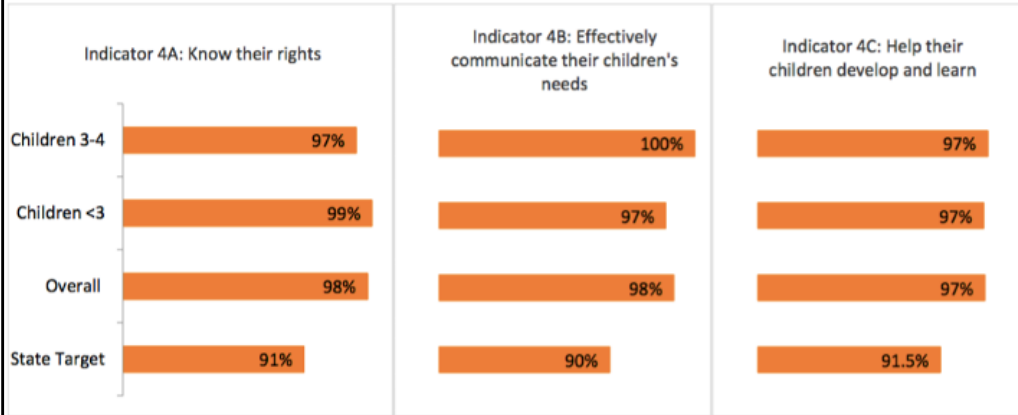 Indicator 4A: Know their rights
Indicator 4B: Effectively
communicate their children's
needs
Indicator 4C: Help their
children develop and learn
Children 3-4
97%
100%
97%
Children <3
99%
97%
97%
Overall
98%
98%
97%
State Target
91%
90%
91.5%